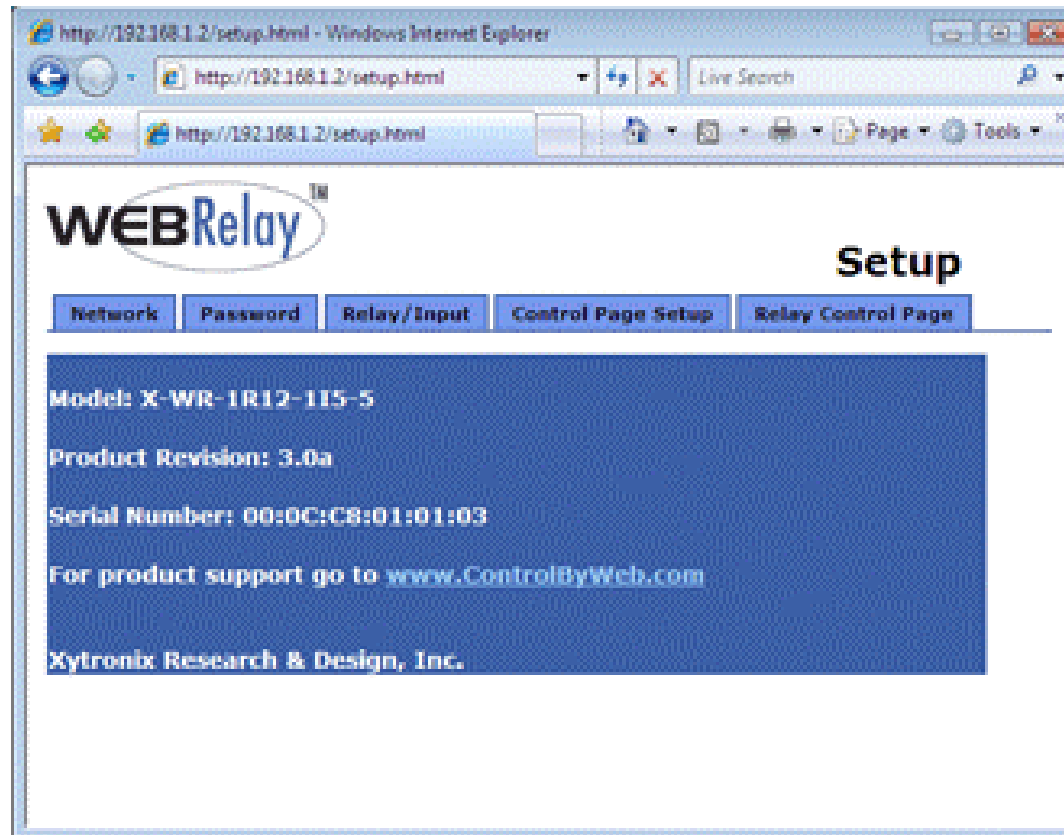 http://192.168.1.2/setup.html - Windows Internet Explorer
http://192.168.1.2/setup.html
Live Search
http://192.168.1.2/setup.html
Page
Tools
WEBRelay™
Setup
Network
Password
Relay/Input
Control Page Setup
Relay Control Page
Model: X-WR-1R12-1I5-5
Product Revision: 3.0a
Serial Number: 00:0C:C8:01:01:03
For product support go to www.ControlByWeb.com
Xytronix Research & Design, Inc.